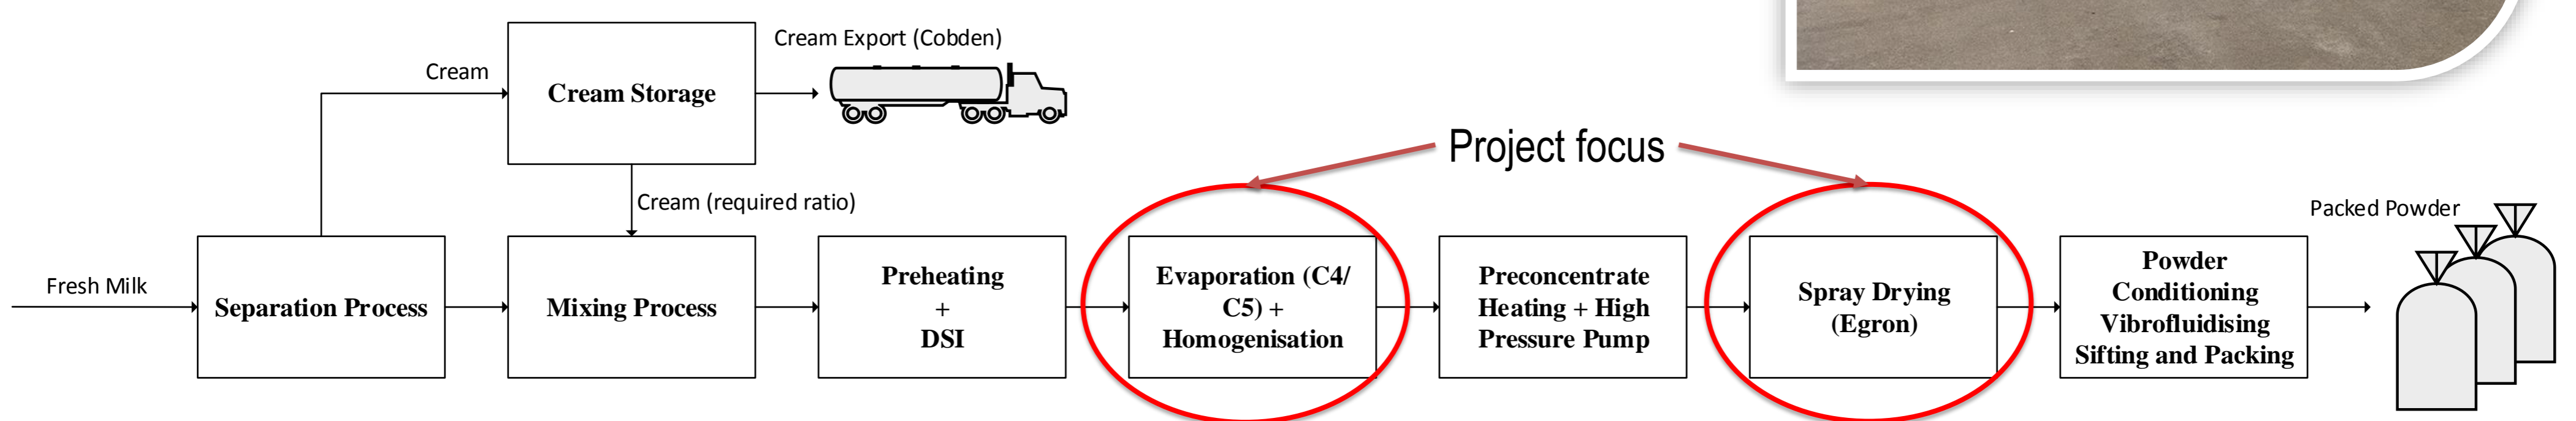 Cream Export (Cobden)
Cream
Cream Storage
Project focus
Cream (required ratio)
Packed Powder
Fresh Milk
Separation Process
Mixing Process
Preheating
+
DSI
Evaporation (C4/
C5) +
Homogenisation
Preconcentrate
Heating + High
Pressure Pump
Spray Drying
(Egron)
Powder
Conditioning
Vibrofluidising
Sifting and Packing